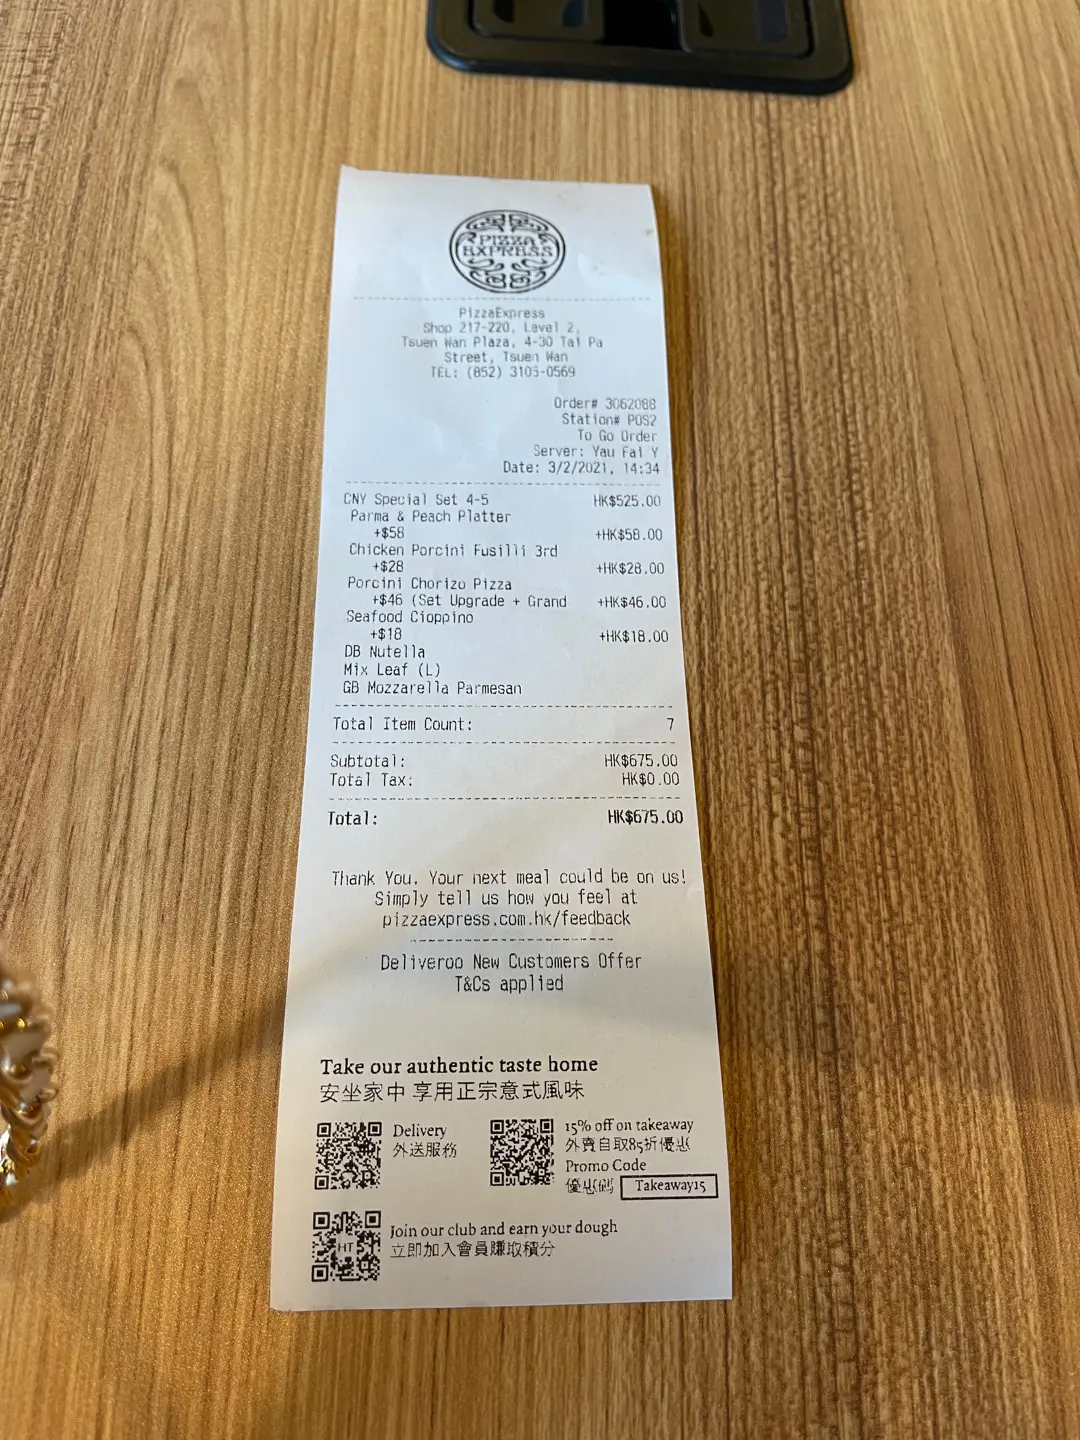 PIZZA
EXPRESS
PizzaExpress
Shop 217-220, Level 2,
Tsuen Wan Plaza, 4-30 Tai Pa
Street, Tsuen Wan
TEL: (852) 3105-0569
Order# 3062088
Station# POS2
To Go Order
Server: Yau Fai Y
Date: 3/2/2021, 14:34
CNY Special Set 4-5 HK$525.00
Parma & Peach Platter
+$58 +HK$58.00
Chicken Porcini Fusilli 3rd
+$28 +HK$28.00
Porcini Chorizo Pizza
+$46 (Set Upgrade + Grand +HK$46.00
Seafood Cioppino
+$18 +HK$18.00
DB Nutella
Mix Leaf (L)
GB Mozzarella Parmesan
Total Item Count: 7
Subtotal: HK$675.00
Total Tax: HK$0.00
Total: HK$675.00
Thank You. Your next meal could be on us!
Simply tell us how you feel at
pizzaexpress.com.hk/feedback
Deliveroo New Customers Offer
T&Cs applied
Take our authentic taste home
安坐家中 享用正宗意式風味
Delivery
外送服務
15% off on takeaway
外賣自取85折優惠
Promo Code
優惠碼 Takeaway15
HT
Join our club and earn your dough
立即加入會員賺取積分